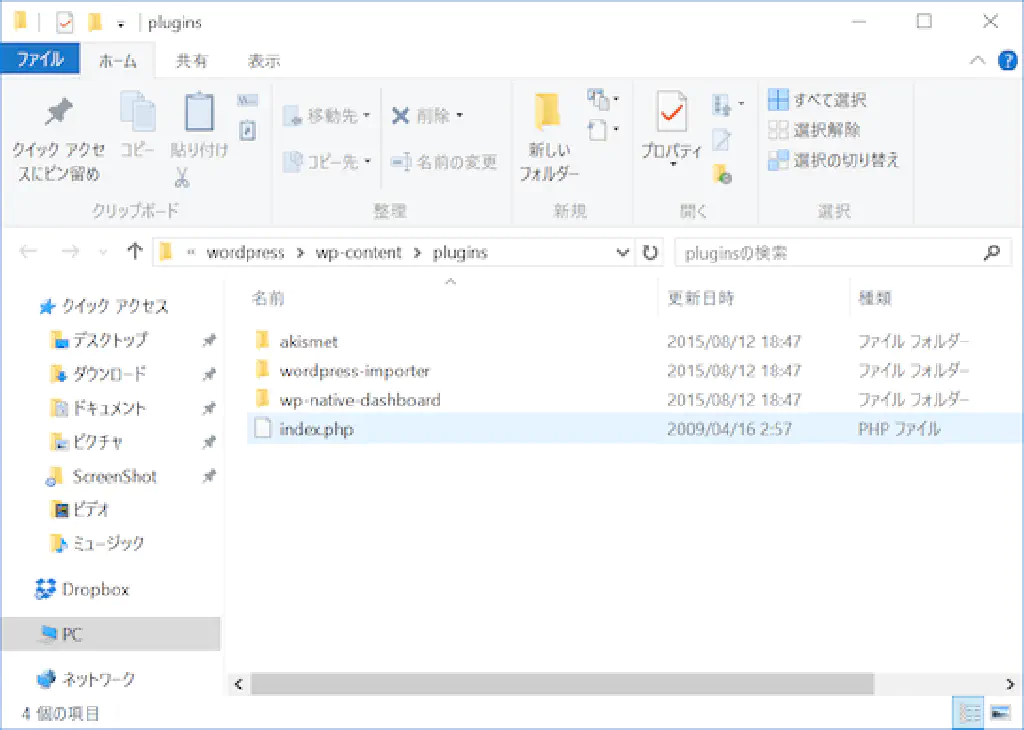 plugins
ファイル ホーム 共有 表示
クイック アクセスにピン留め
コピー
貼り付け
移動先
コピー先
削除
名前の変更
新しいフォルダー
プロパティ
すべて選択
選択解除
選択の切り替え
クリップボード 整理 新規 開く 選択
« wordpress > wp-content > plugins
pluginsの検索
名前 更新日時 種類
akismet 2015/08/12 18:47 ファイル フォルダー
wordpress-importer 2015/08/12 18:47 ファイル フォルダー
wp-native-dashboard 2015/08/12 18:47 ファイル フォルダー
index.php 2009/04/16 2:57 PHP ファイル
クイック アクセス
デスクトップ
ダウンロード
ドキュメント
ピクチャ
ScreenShot
ビデオ
ミュージック
Dropbox
PC
ネットワーク
4 個の項目